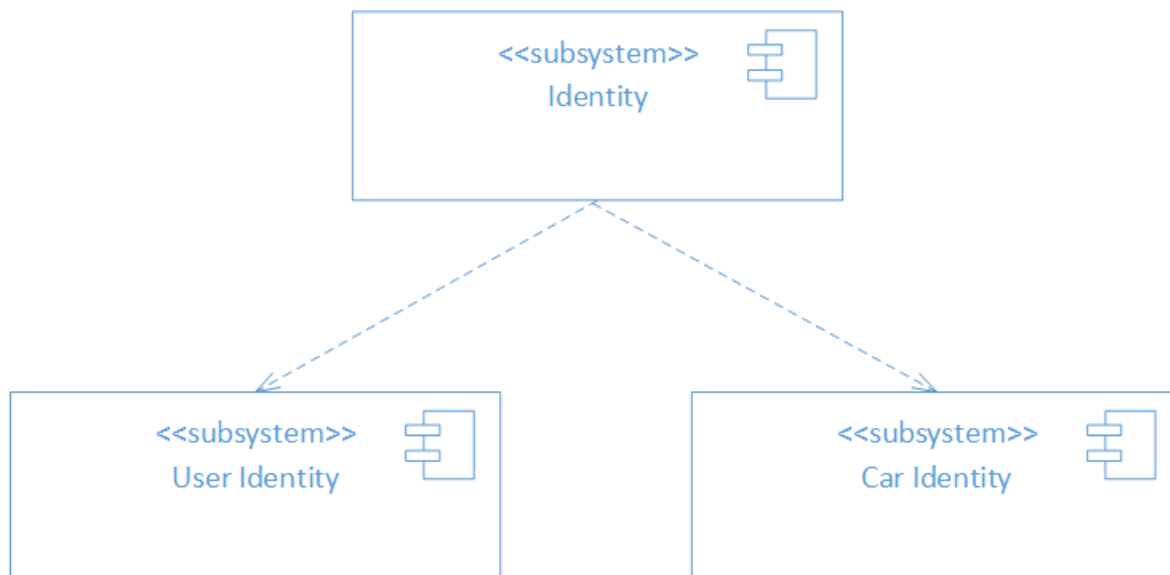 <<subsystem>>
Identity
<<subsystem>>
User Identity
<<subsystem>>
Car Identity